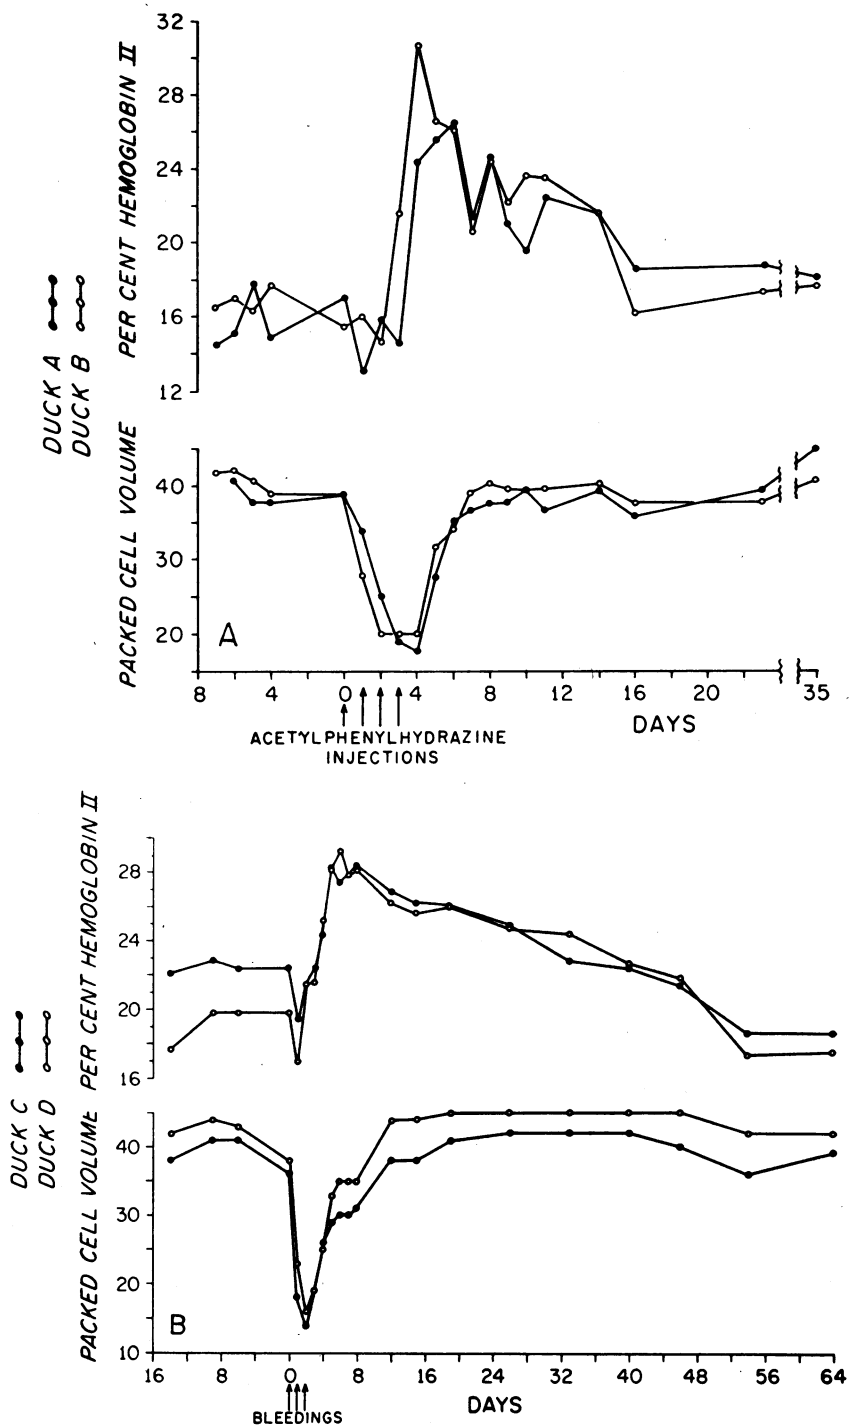 32
28
24
20
16
12
PER CENT HEMOGLOBIN II
DUCK A
DUCK B
40
30
20
PACKED CELL VOLUME
A
8 4 0 4 8 12 16 20 35
ACETYLPHENYLHYDRAZINE
INJECTIONS
DAYS
28
24
20
16
PER CENT HEMOGLOBIN II
DUCK C
DUCK D
40
30
20
10
PACKED CELL VOLUME
B
16 8 0 8 16 24 32 40 48 56 64
BLEEDINGS
DAYS